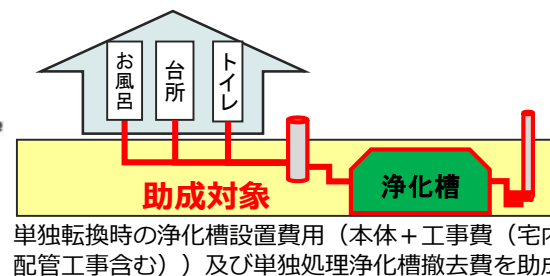 お風呂
台所
トイレ
助成対象
浄化槽
単独転換時の浄化槽設置費用（本体＋工事費（宅内
配管工事含む））及び単独処理浄化槽撤去費を助成